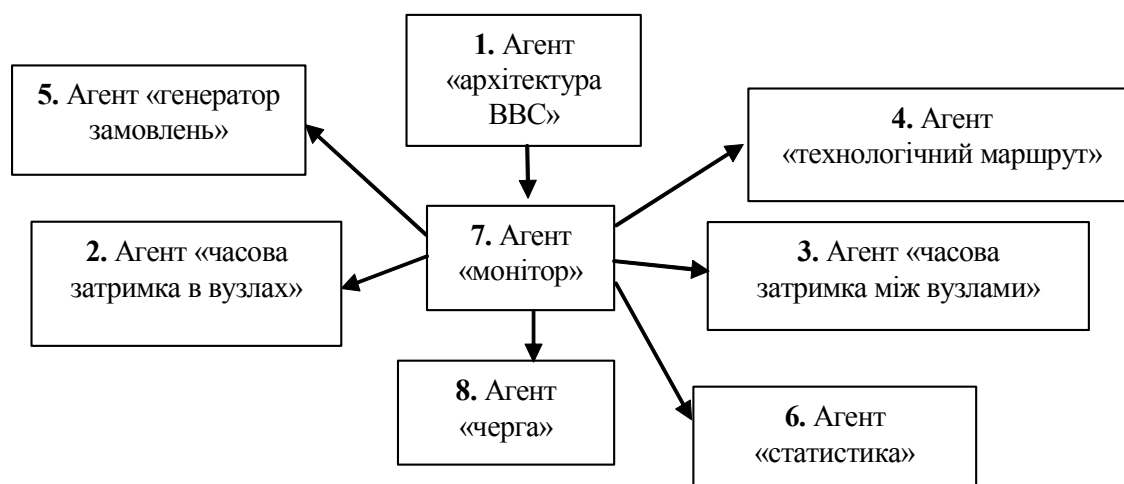 1. Агент
«архітектура
ВВС»
5. Агент «генератор
замовлень»
4. Агент
«технологічний маршрут»
7. Агент
«монітор»
2. Агент «часова
затримка в вузлах»
3. Агент «часова
затримка між вузлами»
8. Агент
«черга»
6. Агент
«статистика»